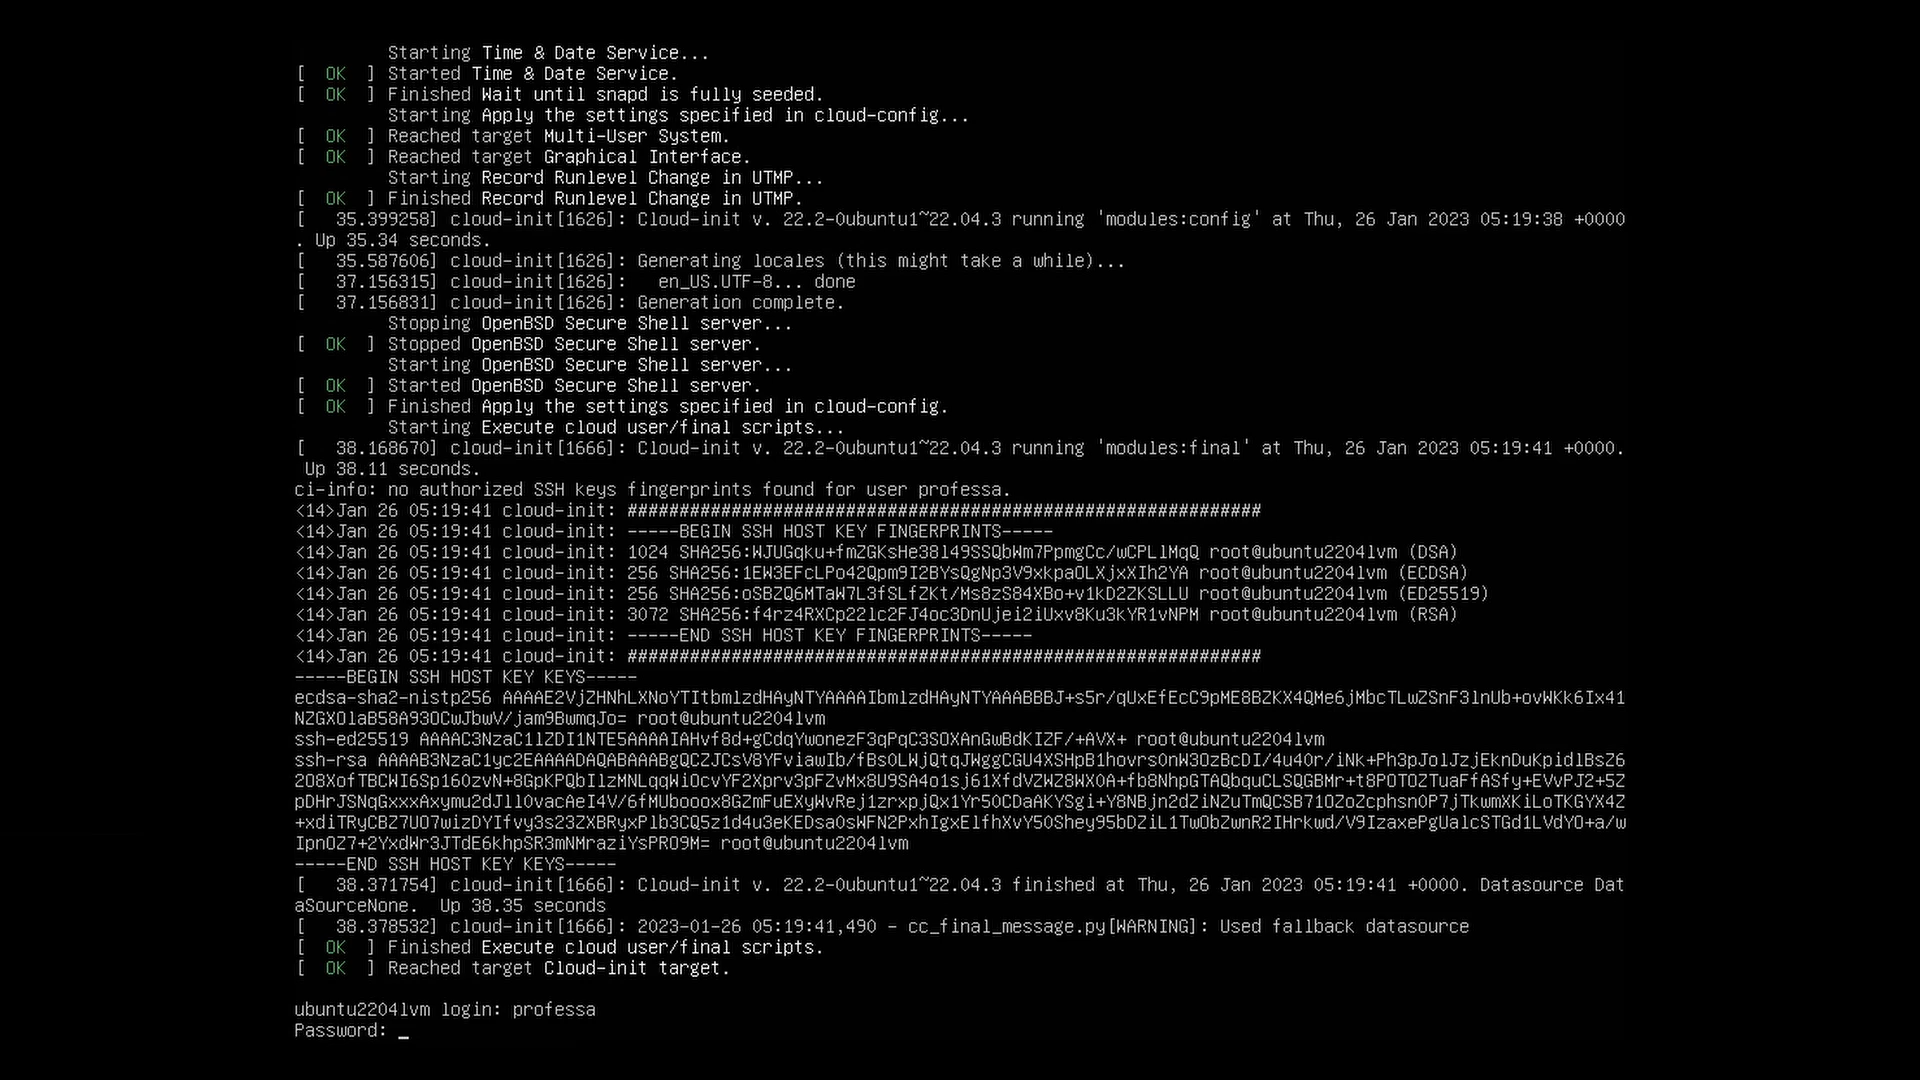 Starting Time & Date Service...
[  OK  ] Started Time & Date Service.
[  OK  ] Finished Wait until snapd is fully seeded.
Starting Apply the settings specified in cloud-config...
[  OK  ] Reached target Multi-User System.
[  OK  ] Reached target Graphical Interface.
Starting Record Runlevel Change in UTMP...
[  OK  ] Finished Record Runlevel Change in UTMP.
[   35.399258] cloud-init[1626]: Cloud-init v. 22.2-0ubuntu1~22.04.3 running 'modules:config' at Thu, 26 Jan 2023 05:19:38 +0000
. Up 35.34 seconds.
[   35.587606] cloud-init[1626]: Generating locales (this might take a while)...
[   37.156315] cloud-init[1626]:   en_US.UTF-8... done
[   37.156831] cloud-init[1626]: Generation complete.
Stopping OpenBSD Secure Shell server...
[  OK  ] Stopped OpenBSD Secure Shell server.
Starting OpenBSD Secure Shell server...
[  OK  ] Started OpenBSD Secure Shell server.
[  OK  ] Finished Apply the settings specified in cloud-config.
Starting Execute cloud user/final scripts...
[   38.168670] cloud-init[1666]: Cloud-init v. 22.2-0ubuntu1~22.04.3 running 'modules:final' at Thu, 26 Jan 2023 05:19:41 +0000.
Up 38.11 seconds.
ci-info: no authorized SSH keys fingerprints found for user professa.
<14>Jan 26 05:19:41 cloud-init: #############################################################
<14>Jan 26 05:19:41 cloud-init: -----BEGIN SSH HOST KEY FINGERPRINTS-----
<14>Jan 26 05:19:41 cloud-init: 1024 SHA256:WJUGqku+fmZGKsHe38l49SSQbWm7PpmgCc/wCPLlMqQ root@ubuntu2204lvm (DSA)
<14>Jan 26 05:19:41 cloud-init: 256 SHA256:1EW3EFcLPo42Qpm9I2BYsQgNp3V9xKpaOLXjxXIh2YA root@ubuntu2204lvm (ECDSA)
<14>Jan 26 05:19:41 cloud-init: 256 SHA256:oSBZQ6MTaW7L3fSLfZKt/Ms8zS84XBo+v1kD2ZKSLLU root@ubuntu2204lvm (ED25519)
<14>Jan 26 05:19:41 cloud-init: 3072 SHA256:f4rz4RXCp22lc2FJ4oc3DnUjei2iUxv8Ku3kYR1vNPM root@ubuntu2204lvm (RSA)
<14>Jan 26 05:19:41 cloud-init: -----END SSH HOST KEY FINGERPRINTS-----
<14>Jan 26 05:19:41 cloud-init: #############################################################
-----BEGIN SSH HOST KEY KEYS-----
ecdsa-sha2-nistp256 AAAAE2VjZHNhLXNoYTItbmlzdHAyNTYAAAAIbmlzdHAyNTYAAABBBJ+s5r/qUxEfEcC9pME8BZKX4QMe6jMbcTLwZSnF3lnUb+ovWKk6Ix41
NZGXOlaB58A93OCwJbwV/jam9BwmqJo= root@ubuntu2204lvm
ssh-ed25519 AAAAC3NzaC1lZDI1NTE5AAAAIAHvf8d+gCdqYwonezF3qPqC3SOXAnGwBdKIZF/+AVX+ root@ubuntu2204lvm
ssh-rsa AAAAB3NzaC1yc2EAAAADAQABAAABgQCZJCsV8YFviawIb/fBsOLWjQtqJWggCGU4XSHpB1hovrsOnW3OzBcDI/4u40r/iNk+Ph3pJolJzjEknDuKpidlBsZ6
2O8XofTBCWI6Sp16OzvN+8GpKPQbIlzMNLqqWiOcvYF2Xprv3pFZvMx8U9SA4o1sj61XfdVZWZ8WX0A+fb8NhpGTAQbquCLSQGBMr+t8POTOZTuaFfASfy+EVvPJ2+5Z
pDHrJSNqGxxxAxymu2dJll0vacAeI4V/6fMUbooox8GZmFuEXyWvRej1zrxpjQx1Yr50CDaAKYSgi+Y8NBjn2dZiNZuTmQCSB71OZoZcphsn0P7jTkwmXKiLoTKGYX4Z
+xdiTRyCBZ7UO7wizDYIfvy3s23ZXBRyxPlb3CQ5z1d4u3eKEDsaOsWFN2PxhIgxElfhXvY50Shey95bDZiL1TwObZwnR2IHrkwd/V9IzaxePgUalcSTGd1LVdYO+a/w
IpnOZ7+2YxdWr3JTdE6khpSR3mNMraziYsPRO9M= root@ubuntu2204lvm
-----END SSH HOST KEY KEYS-----
[   38.371754] cloud-init[1666]: Cloud-init v. 22.2-0ubuntu1~22.04.3 finished at Thu, 26 Jan 2023 05:19:41 +0000. Datasource Dat
aSourceNone.  Up 38.35 seconds
[   38.378532] cloud-init[1666]: 2023-01-26 05:19:41,490 - cc_final_message.py[WARNING]: Used fallback datasource
[  OK  ] Finished Execute cloud user/final scripts.
[  OK  ] Reached target Cloud-init target.
ubuntu2204lvm login: professa
Password: _